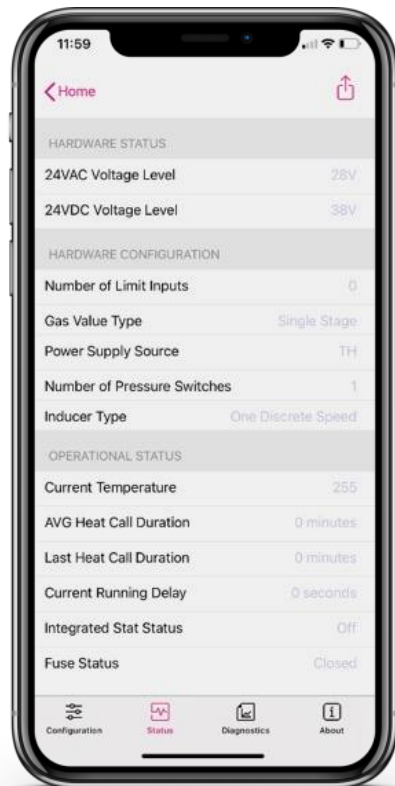 11:59
Home
HARDWARE STATUS
24VAC Voltage Level 28V
24VDC Voltage Level 38V
HARDWARE CONFIGURATION
Number of Limit Inputs 0
Gas Value Type Single Stage
Power Supply Source TH
Number of Pressure Switches 1
Inducer Type One Discrete Speed
OPERATIONAL STATUS
Current Temperature 255
AVG Heat Call Duration 0 minutes
Last Heat Call Duration 0 minutes
Current Running Delay 0 seconds
Integrated Stat Status Off
Fuse Status Closed
Configuration Status Diagnostics About